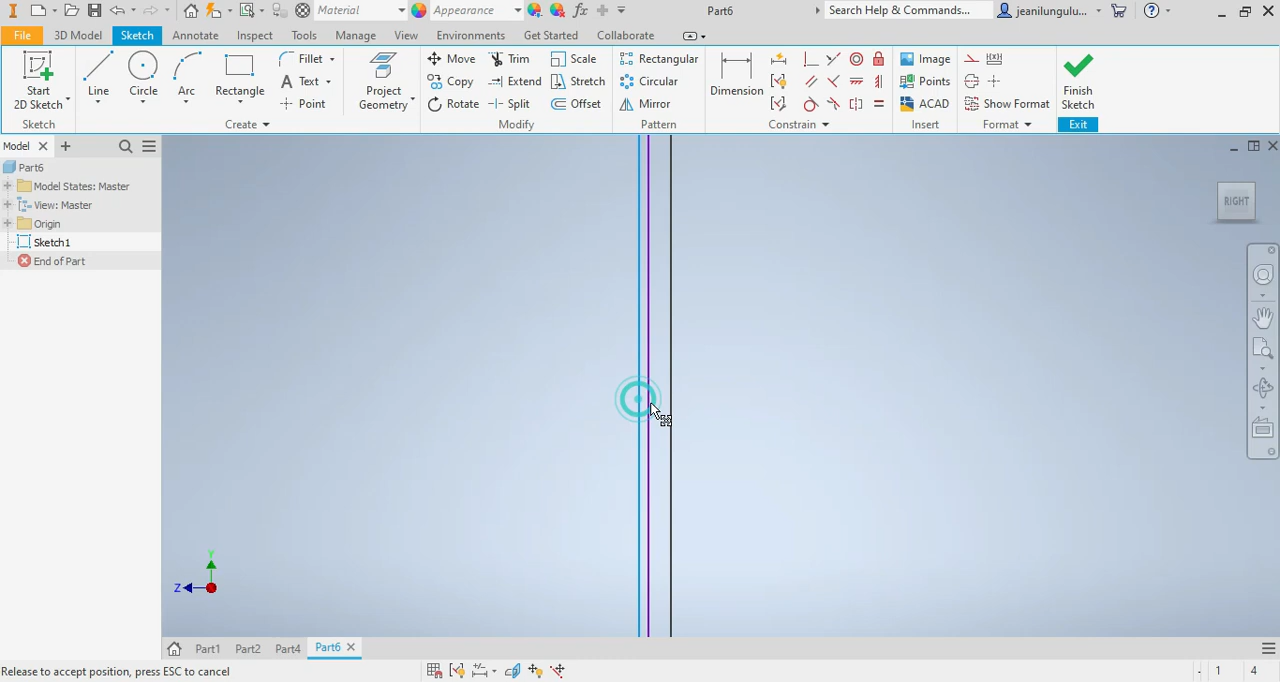 Material Appearance Part6 Search Help & Commands... jeanilungulu...
File 3D Model Sketch Annotate Inspect Tools Manage View Environments Get Started Collaborate
Start 2D Sketch
Line
Circle
Arc
Rectangle
Fillet
Text
Point
Project Geometry
Move
Copy
Rotate
Trim
Extend
Split
Scale
Stretch
Offset
Rectangular
Circular
Mirror
Dimension
Image
Points
ACAD
Show Format
Finish Sketch
Sketch Create Modify Pattern Constrain Insert Format Exit
Model
Part6
Model States: Master
View: Master
Origin
Sketch1
End of Part
RIGHT
Y
Z
Part1 Part2 Part4 Part6
Release to accept position, press ESC to cancel
1 4